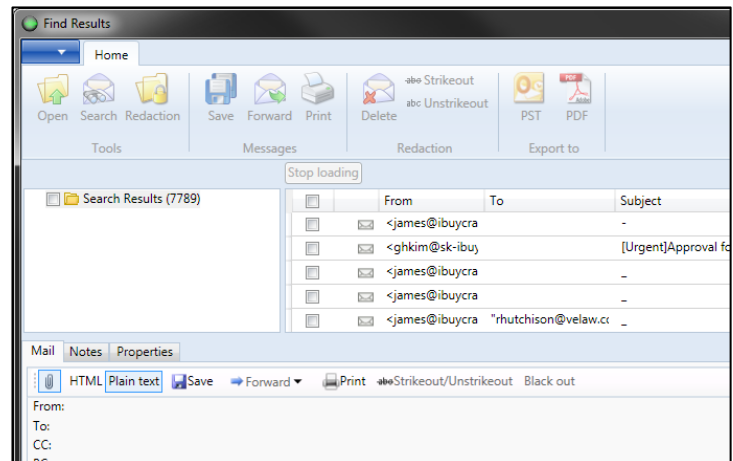 Find Results
Home
Open Search Redaction Save Forward Print Delete abc Strikeout abc Unstrikeout PST PDF
Tools Messages Redaction Export to
Stop loading
Search Results (7789)
From To Subject
<james@ibuycra -
<ghkim@sk-ibuy [Urgent]Approval fo
<james@ibuycra _
<james@ibuycra _
<james@ibuycra "rhutchison@velaw.cc _
Mail Notes Properties
HTML Plain text Save Forward Print abcStrikeout/Unstrikeout Black out
From:
To:
CC: